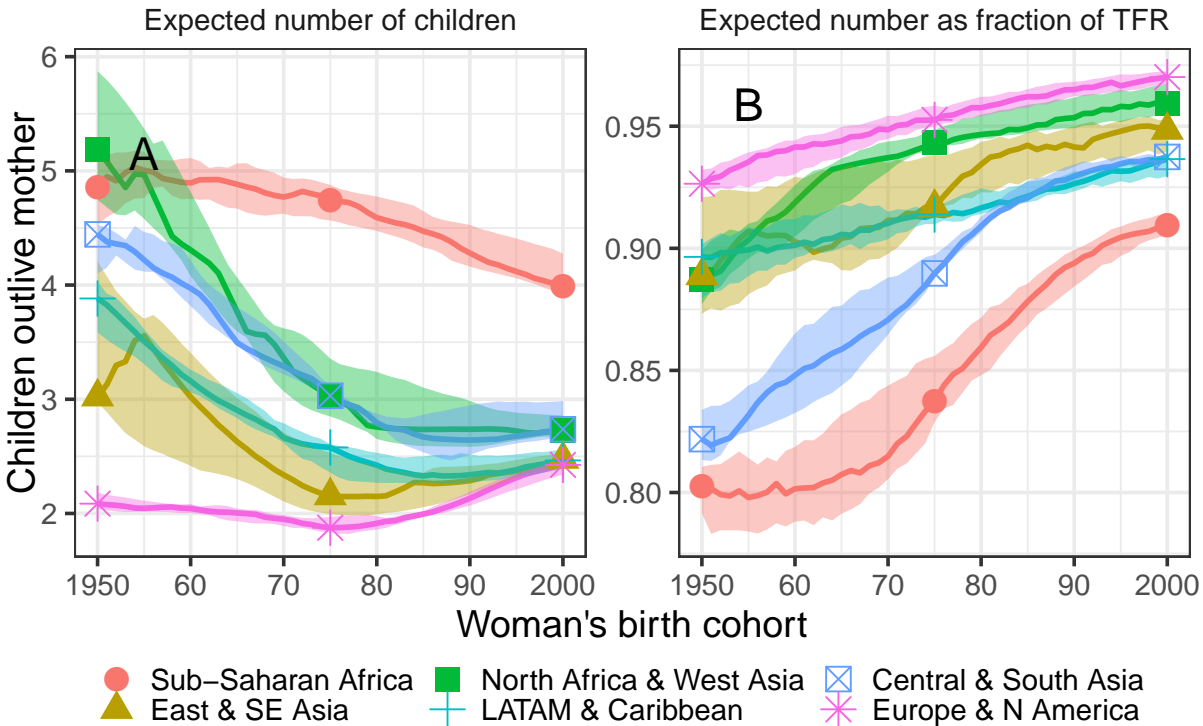 Expected number of children
Expected number as fraction of TFR
Children outlive mother
6
5
4
3
2
A
1950 60 70 80 90 2000
0.95
0.90
0.85
0.80
B
1950 60 70 80 90 2000
Woman's birth cohort
Sub−Saharan Africa North Africa & West Asia Central & South Asia
East & SE Asia LATAM & Caribbean Europe & N America